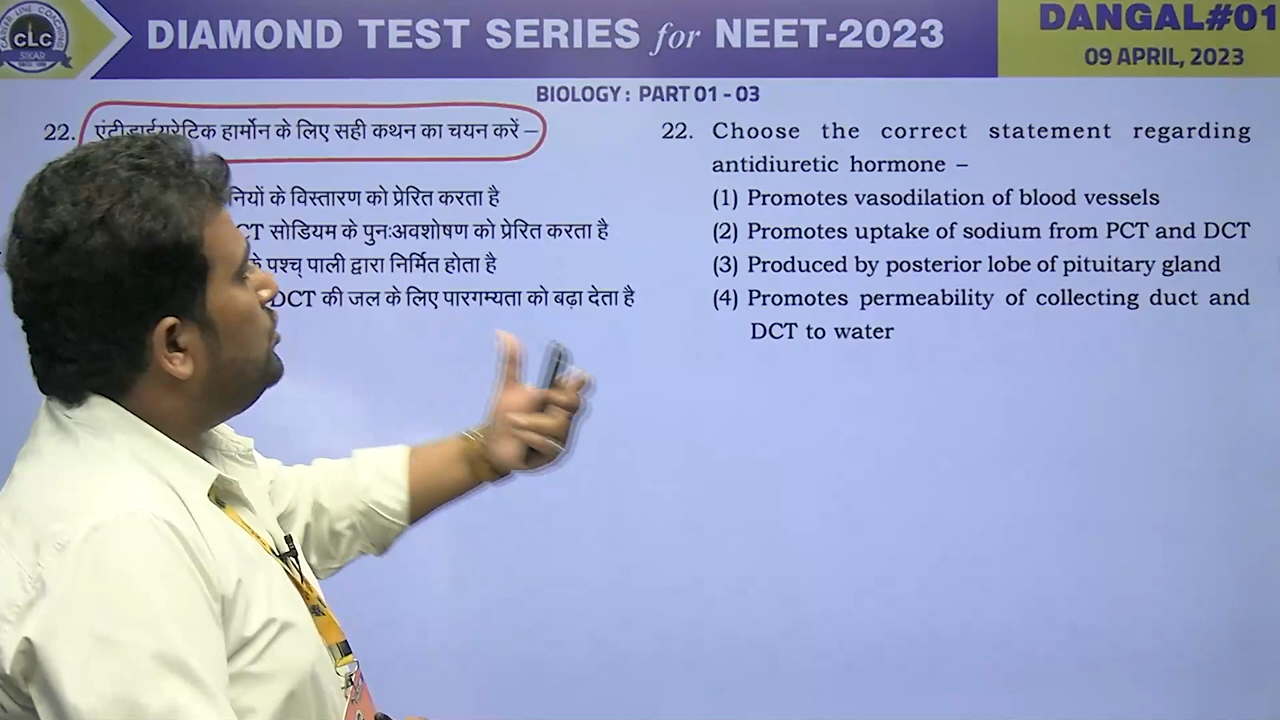 CLC
SIKAR
DIAMOND TEST SERIES for NEET-2023
DANGAL#01
09 APRIL, 2023
BIOLOGY : PART 01 - 03
22. एंटीडाईयूरेटिक हार्मोन के लिए सही कथन का चयन करें –
को प्रेरित करता है
सोडियम के पुनःअवशोषण को प्रेरित करता है
पश्च् पाली द्वारा निर्मित होता है
DCT की जल के लिए पारगम्यता को बढ़ा देता है
22. Choose the correct statement regarding
antidiuretic hormone –
(1) Promotes vasodilation of blood vessels
(2) Promotes uptake of sodium from PCT and DCT
(3) Produced by posterior lobe of pituitary gland
(4) Promotes permeability of collecting duct and
DCT to water